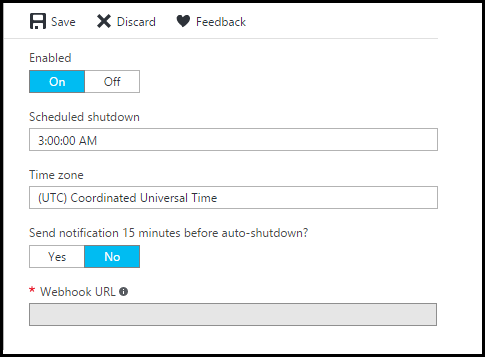 Save Discard Feedback
Enabled
On Off
Scheduled shutdown
3:00:00 AM
Time zone
(UTC) Coordinated Universal Time
Send notification 15 minutes before auto-shutdown?
Yes No
* Webhook URL